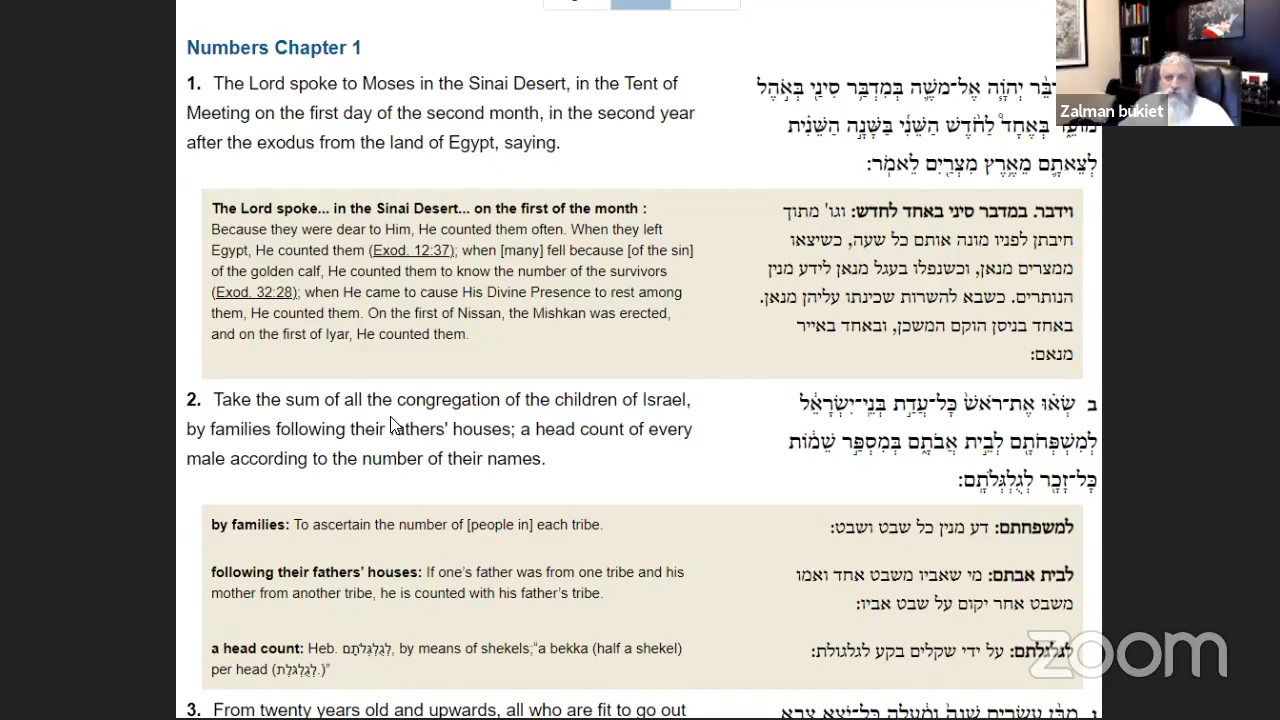 Numbers Chapter 1
1. The Lord spoke to Moses in the Sinai Desert, in the Tent of
Meeting on the first day of the second month, in the second year
after the exodus from the land of Egypt, saying.
יְהֹוָ֧ה אֶל־משֶׁ֛ה בְּמִדְבַּ֥ר סִינַ֖י בְּאֹ֣הֶל
מוֹעֵ֑ד בְּאֶחָד֩ לַחֹ֨דֶשׁ הַשֵּׁנִ֜י בַּשָּׁנָ֣ה הַשֵּׁנִ֗ית
לְצֵאתָ֛ם מֵאֶ֥רֶץ מִצְרַ֖יִם לֵאמֹֽר:
Zalman bukiet
The Lord spoke... in the Sinai Desert... on the first of the month :
Because they were dear to Him, He counted them often. When they left
Egypt, He counted them (Exod. 12:37); when [many] fell because [of the sin]
of the golden calf, He counted them to know the number of the survivors
(Exod. 32:28); when He came to cause His Divine Presence to rest among
them, He counted them. On the first of Nissan, the Mishkan was erected,
and on the first of Iyar, He counted them.
וידבר. במדבר סיני באחד לחדש: וגו' מתוך
חיבתן לפניו מונה אותם כל שעה, כשיצאו
ממצרים מנאן, וכשנפלו בעגל מנאן לידע מנין
הנותרים. כשבא להשרות שכינתו עליהן מנאן.
באחד בניסן הוקם המשכן, ובאחד באייר
מנאם:
2. Take the sum of all the congregation of the children of Israel,
by families following their fathers' houses; a head count of every
male according to the number of their names.
ב שְׂא֗וּ אֶת־רֹאשׁ֙ כָּל־עֲדַ֣ת בְּנֵֽי־יִשְׂרָאֵ֔ל
לְמִשְׁפְּחֹתָ֖ם לְבֵ֣ית אֲבֹתָ֑ם בְּמִסְפַּ֣ר שֵׁמ֔וֹת
כָּל־זָכָ֖ר לְגֻלְגְּלֹתָֽם:
by families: To ascertain the number of [people in] each tribe.
למשפחתם: דע מנין כל שבט ושבט:
following their fathers' houses: If one's father was from one tribe and his
mother from another tribe, he is counted with his father's tribe.
לבית אבתם: מי שאביו משבט אחד ואמו
משבט אחר יקום על שבט אביו:
a head count: Heb. לְגֻלְגְּלֹתָם, by means of shekels;“a bekka (half a shekel)
per head (לַגֻּלְגֹּלֶת.)”
לגלגלתם: על ידי שקלים בקע לגלגולת:
zoom
3. From twenty years old and upwards, all who are fit to go out
ג מִבֶּ֨ן עֶשְׂרִ֤ים שָׁנָה֙ וָמַ֔עְלָה כָּל־יֹצֵ֥א צָבָ֖א